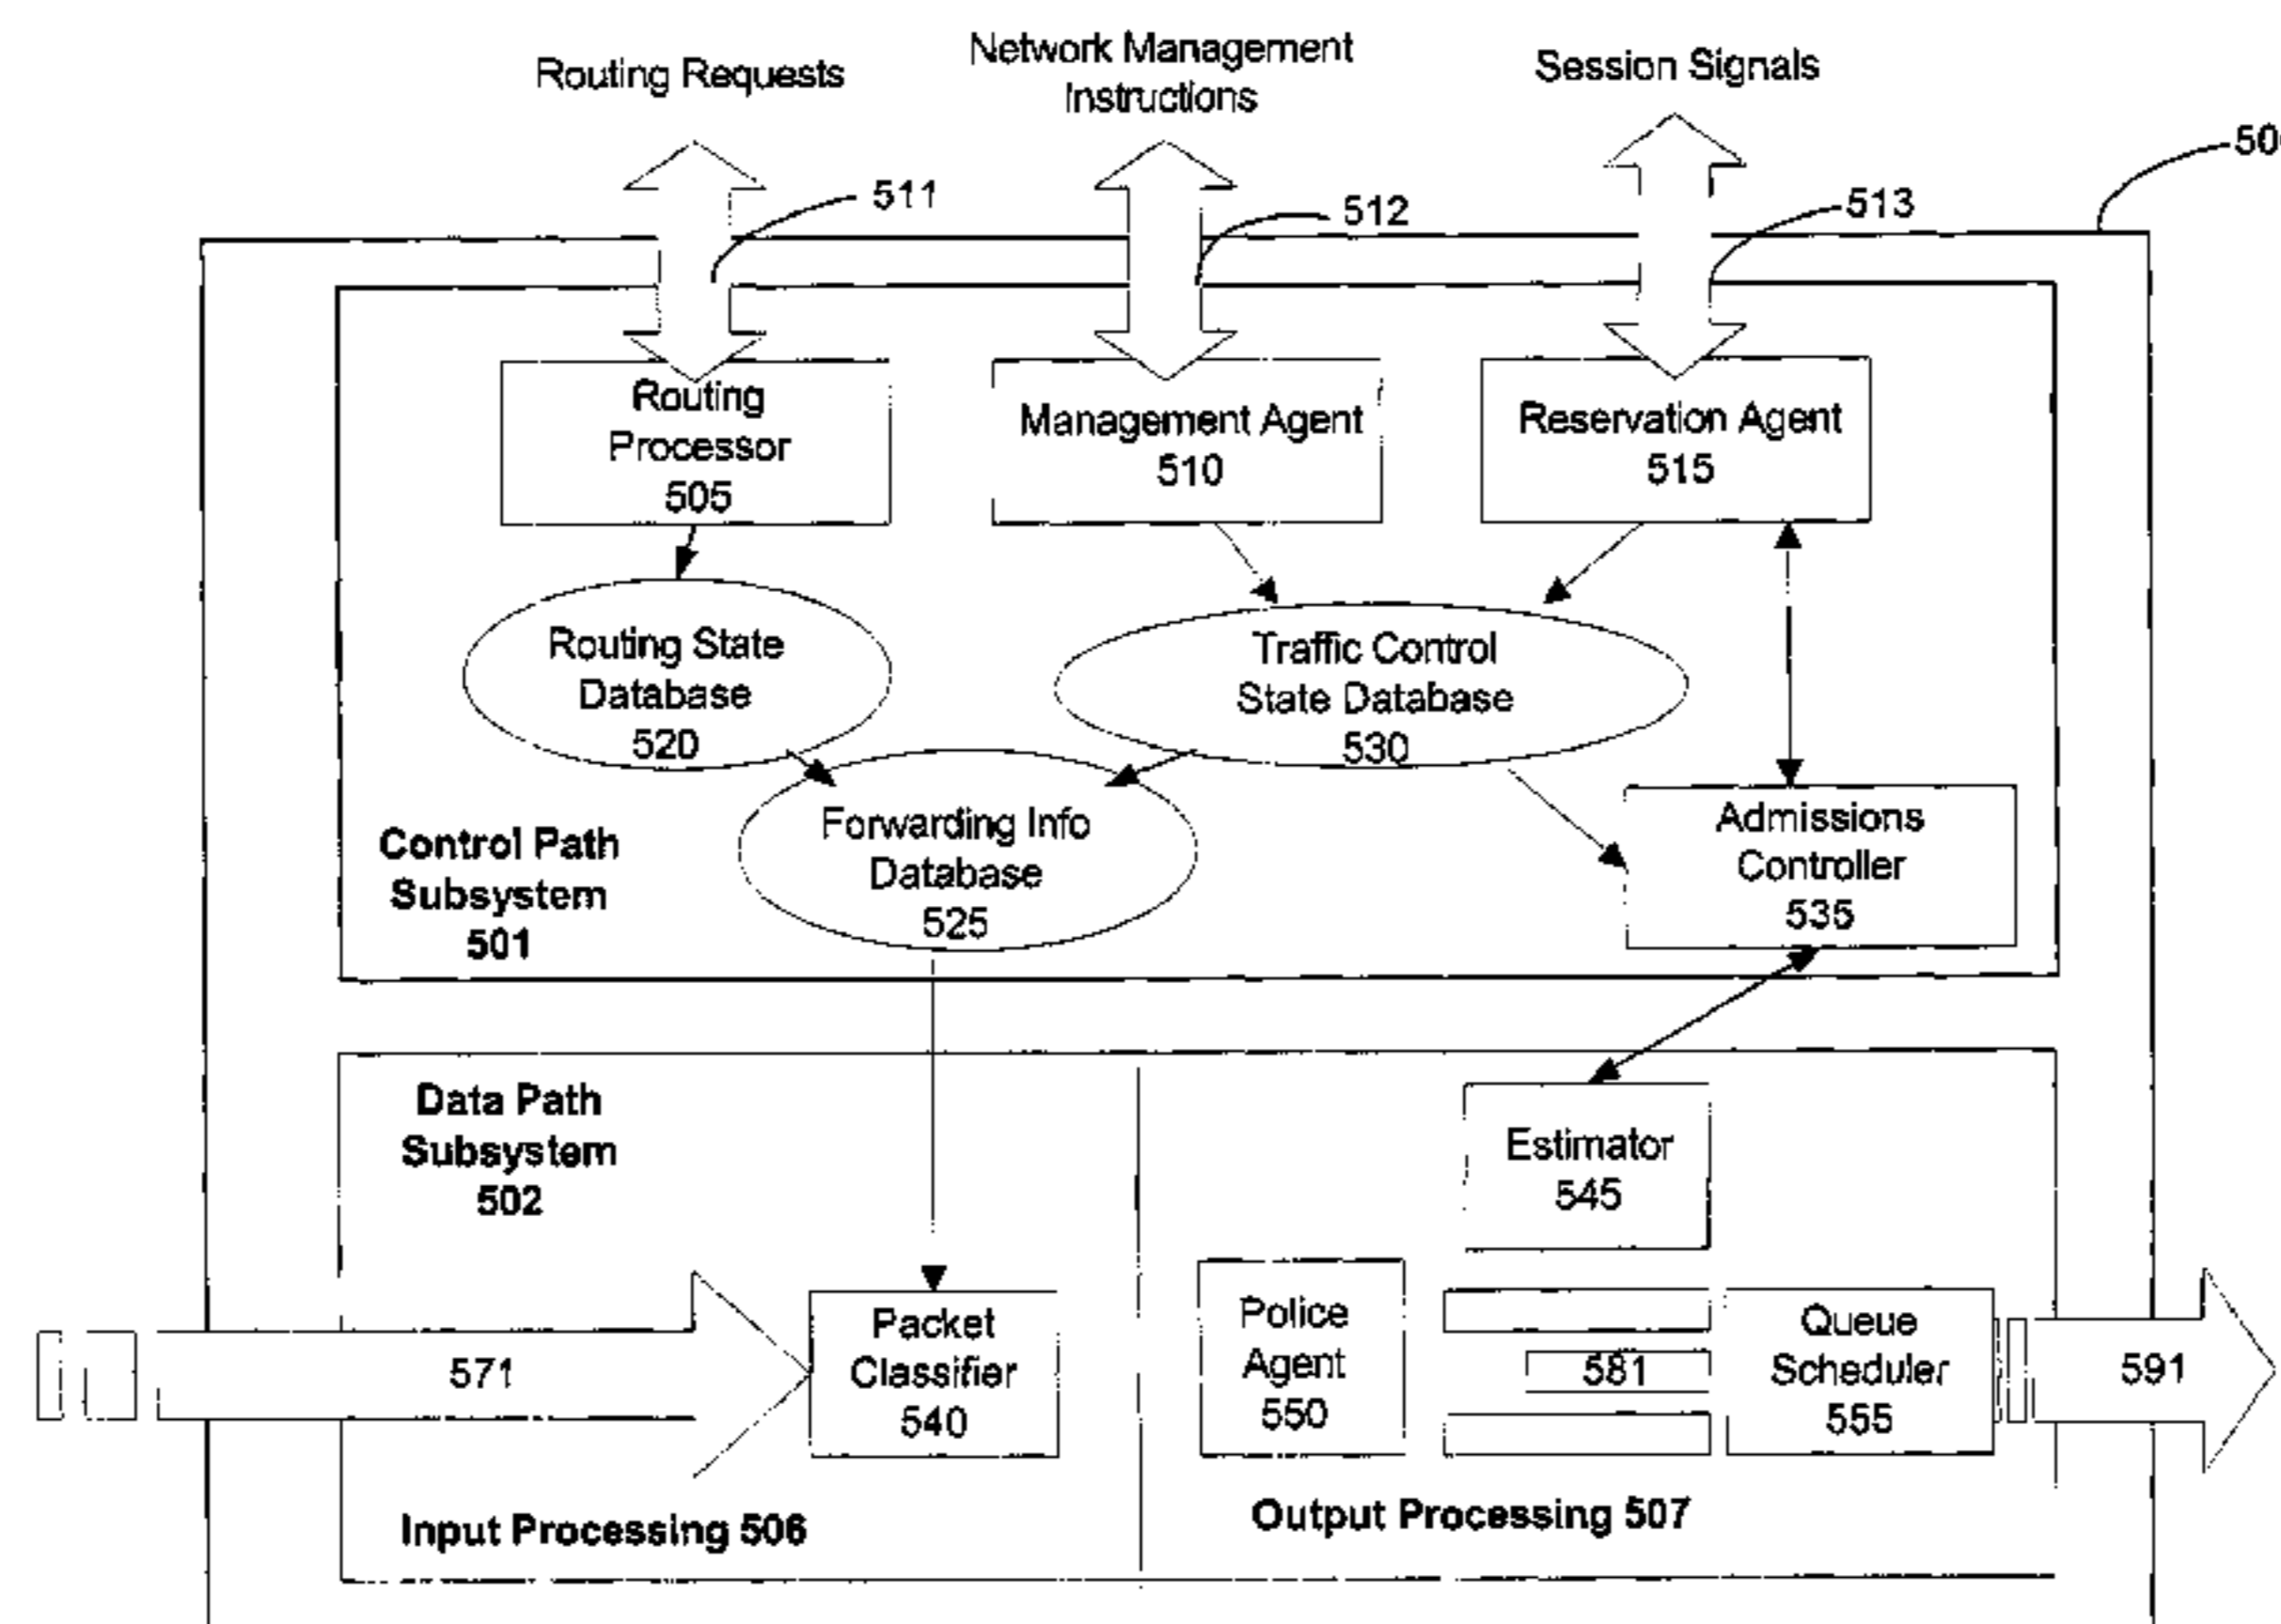 Routing Requests
Network Management
Instructions
Session Signals
511
512
513
50
Routing
Processor
505
Management Agent
510
Reservation Agent
515
Routing State
Database
520
Traffic Control
State Database
530
Forwarding Info
Database
525
Admissions
Controller
535
Control Path
Subsystem
501
Data Path
Subsystem
502
Estimator
545
571
Packet
Classifier
540
Police
Agent
550
581
Queue
Scheduler
555
591
Input Processing 506
Output Processing 507